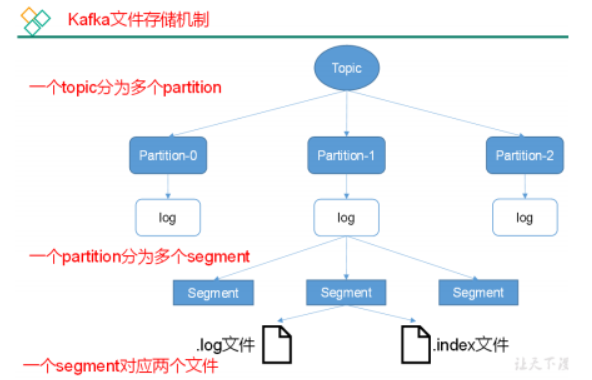 Kafka文件存储机制
Topic
一个topic分为多个partition
Partition-0
Partition-1
Partition-2
log
log
log
一个partition分为多个segment
Segment
Segment
Segment
.log文件
.index文件
一个segment对应两个文件
让天下